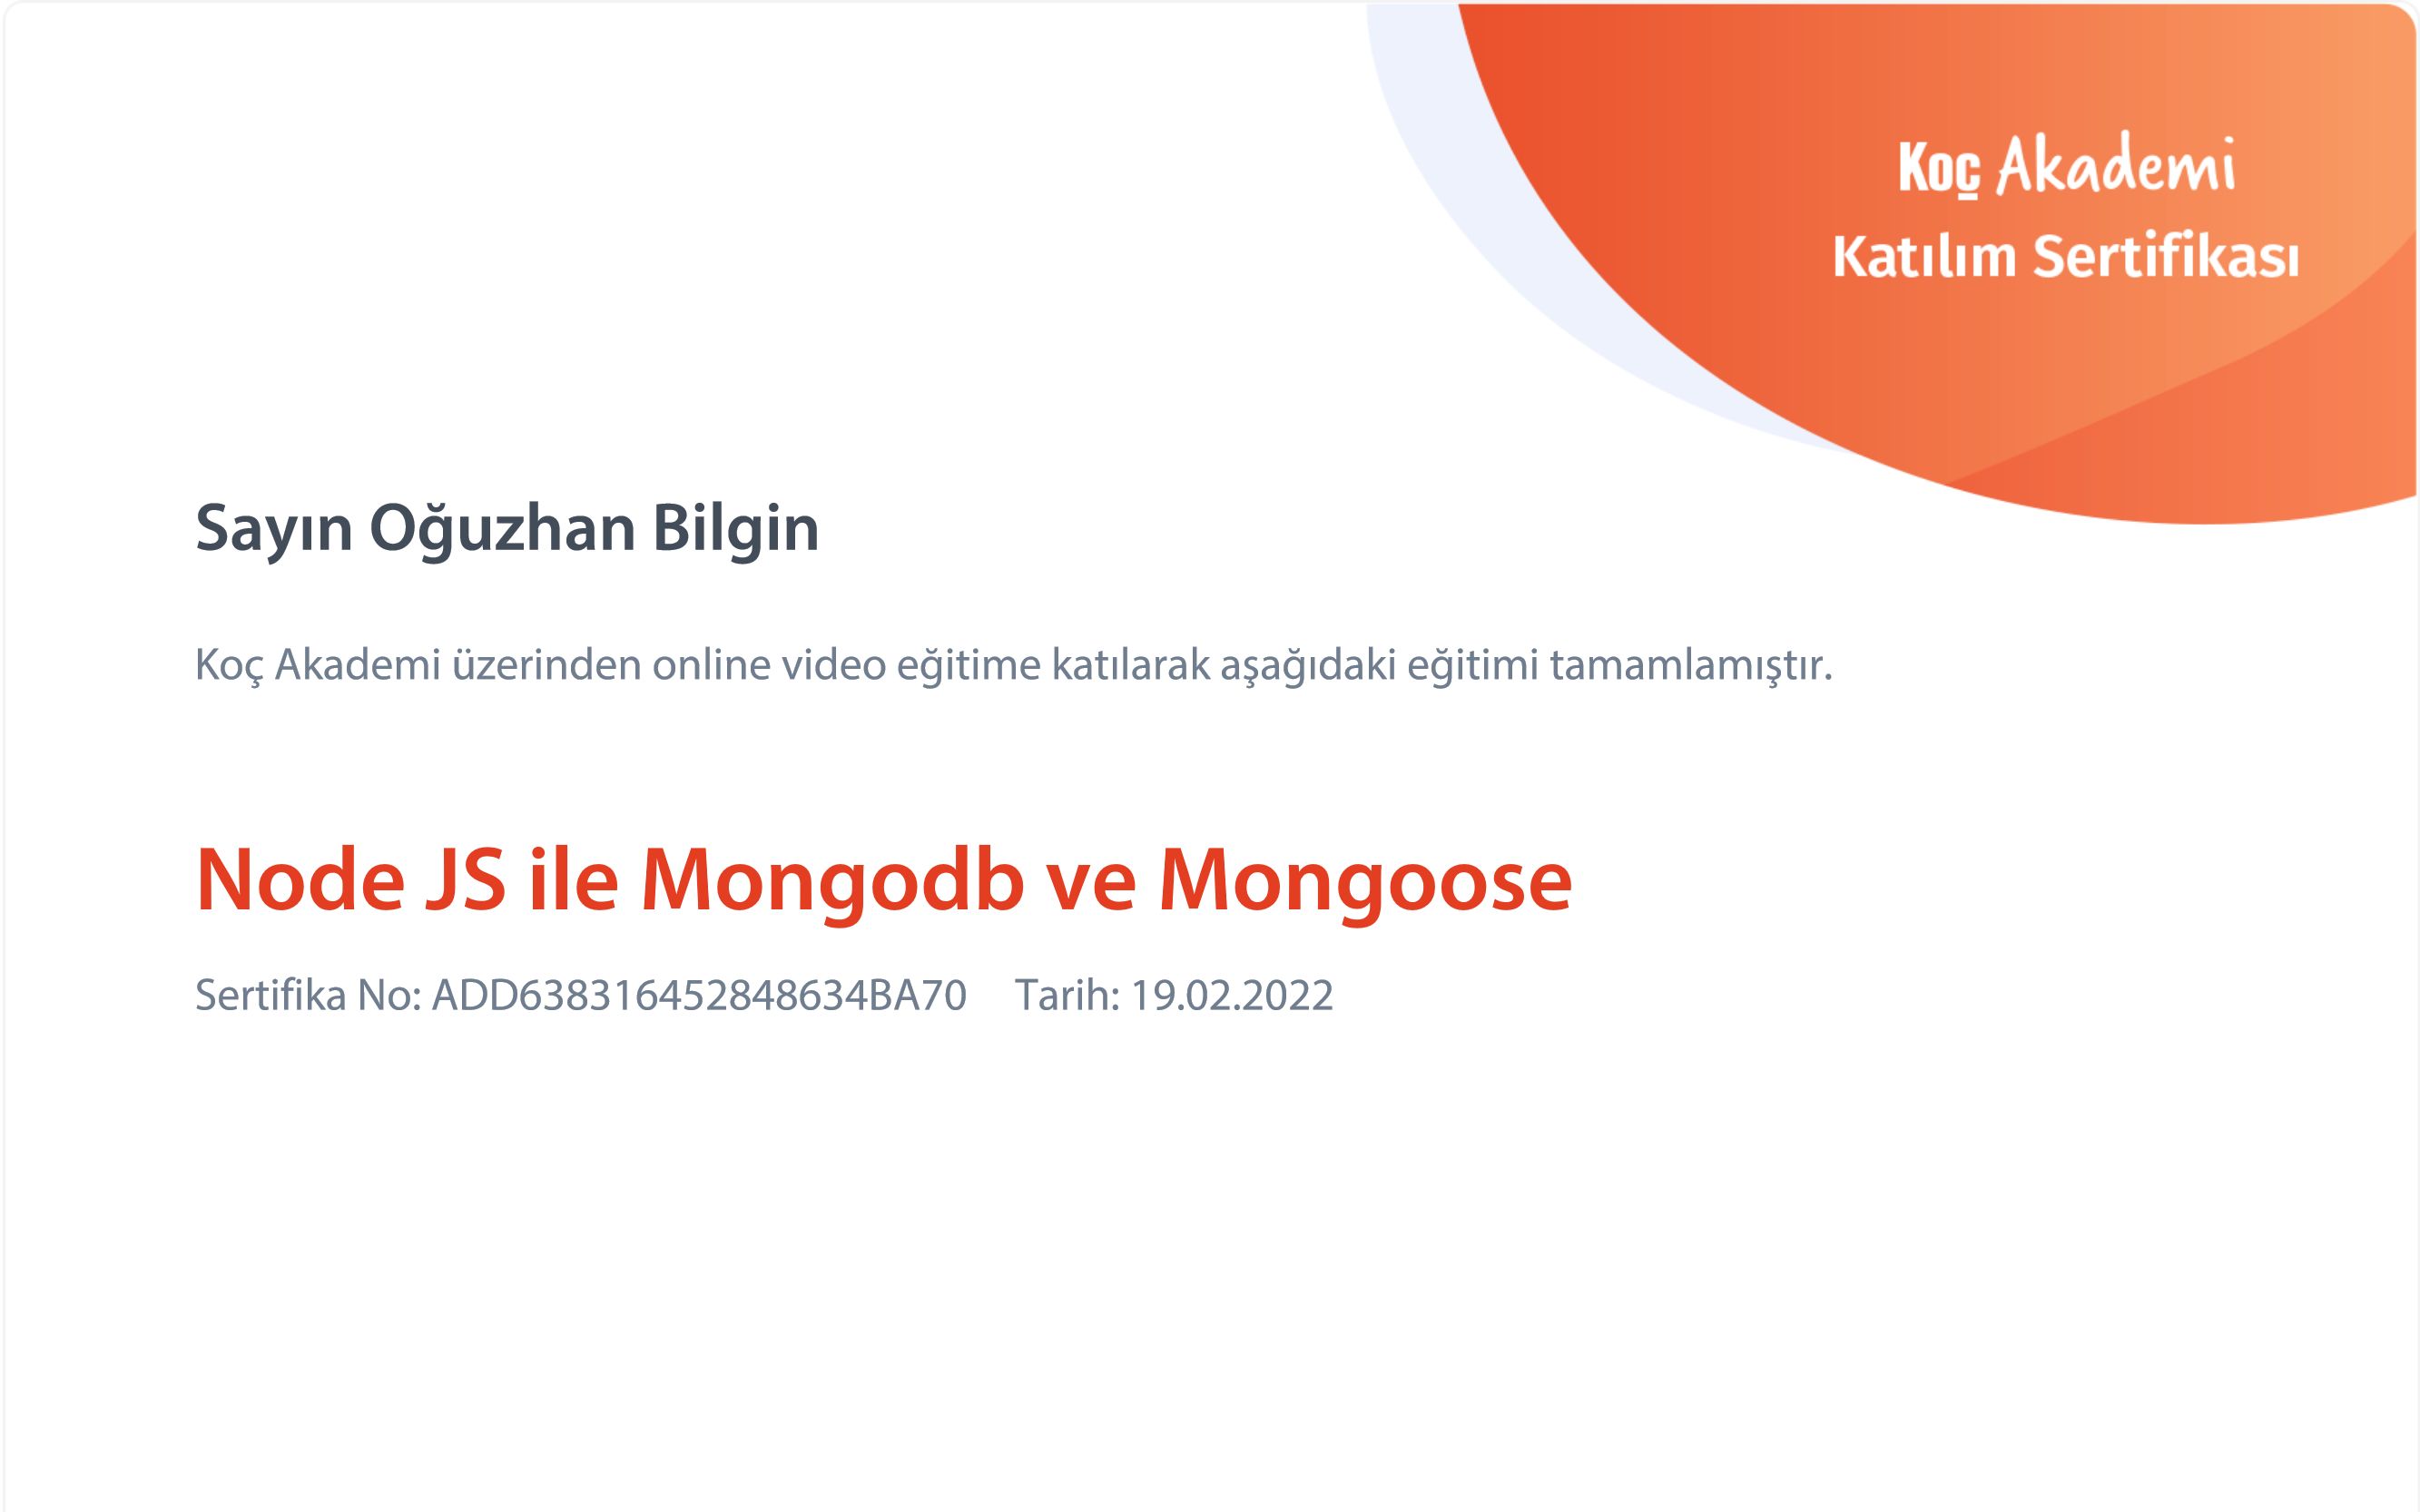 Koç Akademi
Katılım Sertifikası
Sayın Oğuzhan Bilgin
Koç Akademi üzerinden online video eğitime katılarak aşağıdaki eğitimi tamamlamıştır.
Node JS ile Mongodb ve Mongoose
Sertifika No: ADD638316452848634BA70 Tarih: 19.02.2022